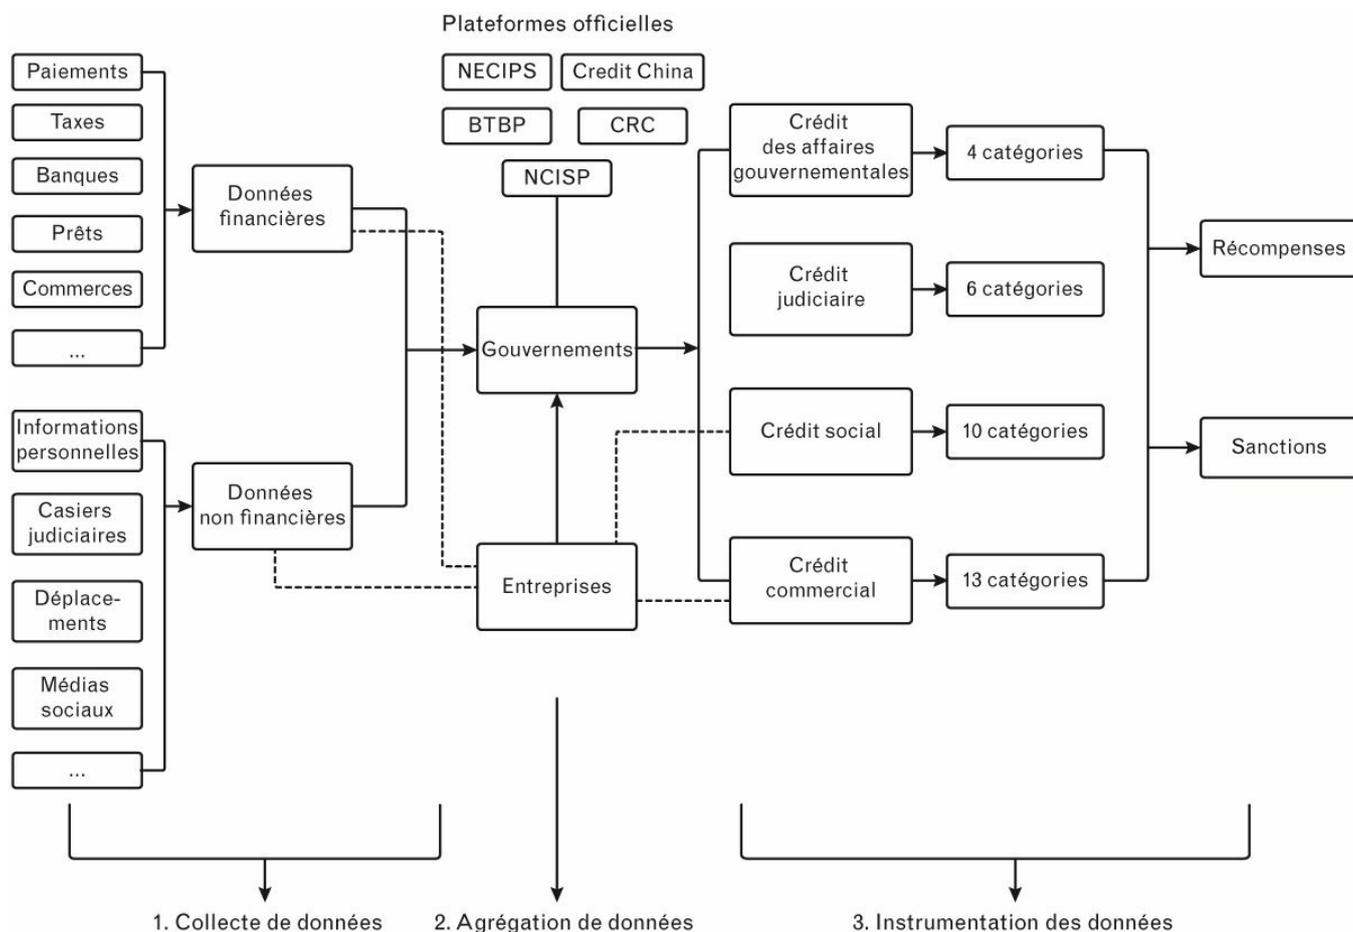 Plateformes officielles
NECIPS
Credit China
BTBP
CRC
NCISP
Paiements
Taxes
Banques
Prêts
Commerces
...
Informations
personnelles
Casiers
judiciaires
Déplace-
ments
Médias
sociaux
...
Données
financières
Données
non financières
Gouvernements
Entreprises
Crédit
des affaires
gouvernementales
4 catégories
Crédit
judiciaire
6 catégories
Crédit social
10 catégories
Crédit
commercial
13 catégories
Récompenses
Sanctions
1. Collecte de données
2. Agrégation de données
3. Instrumentation des données